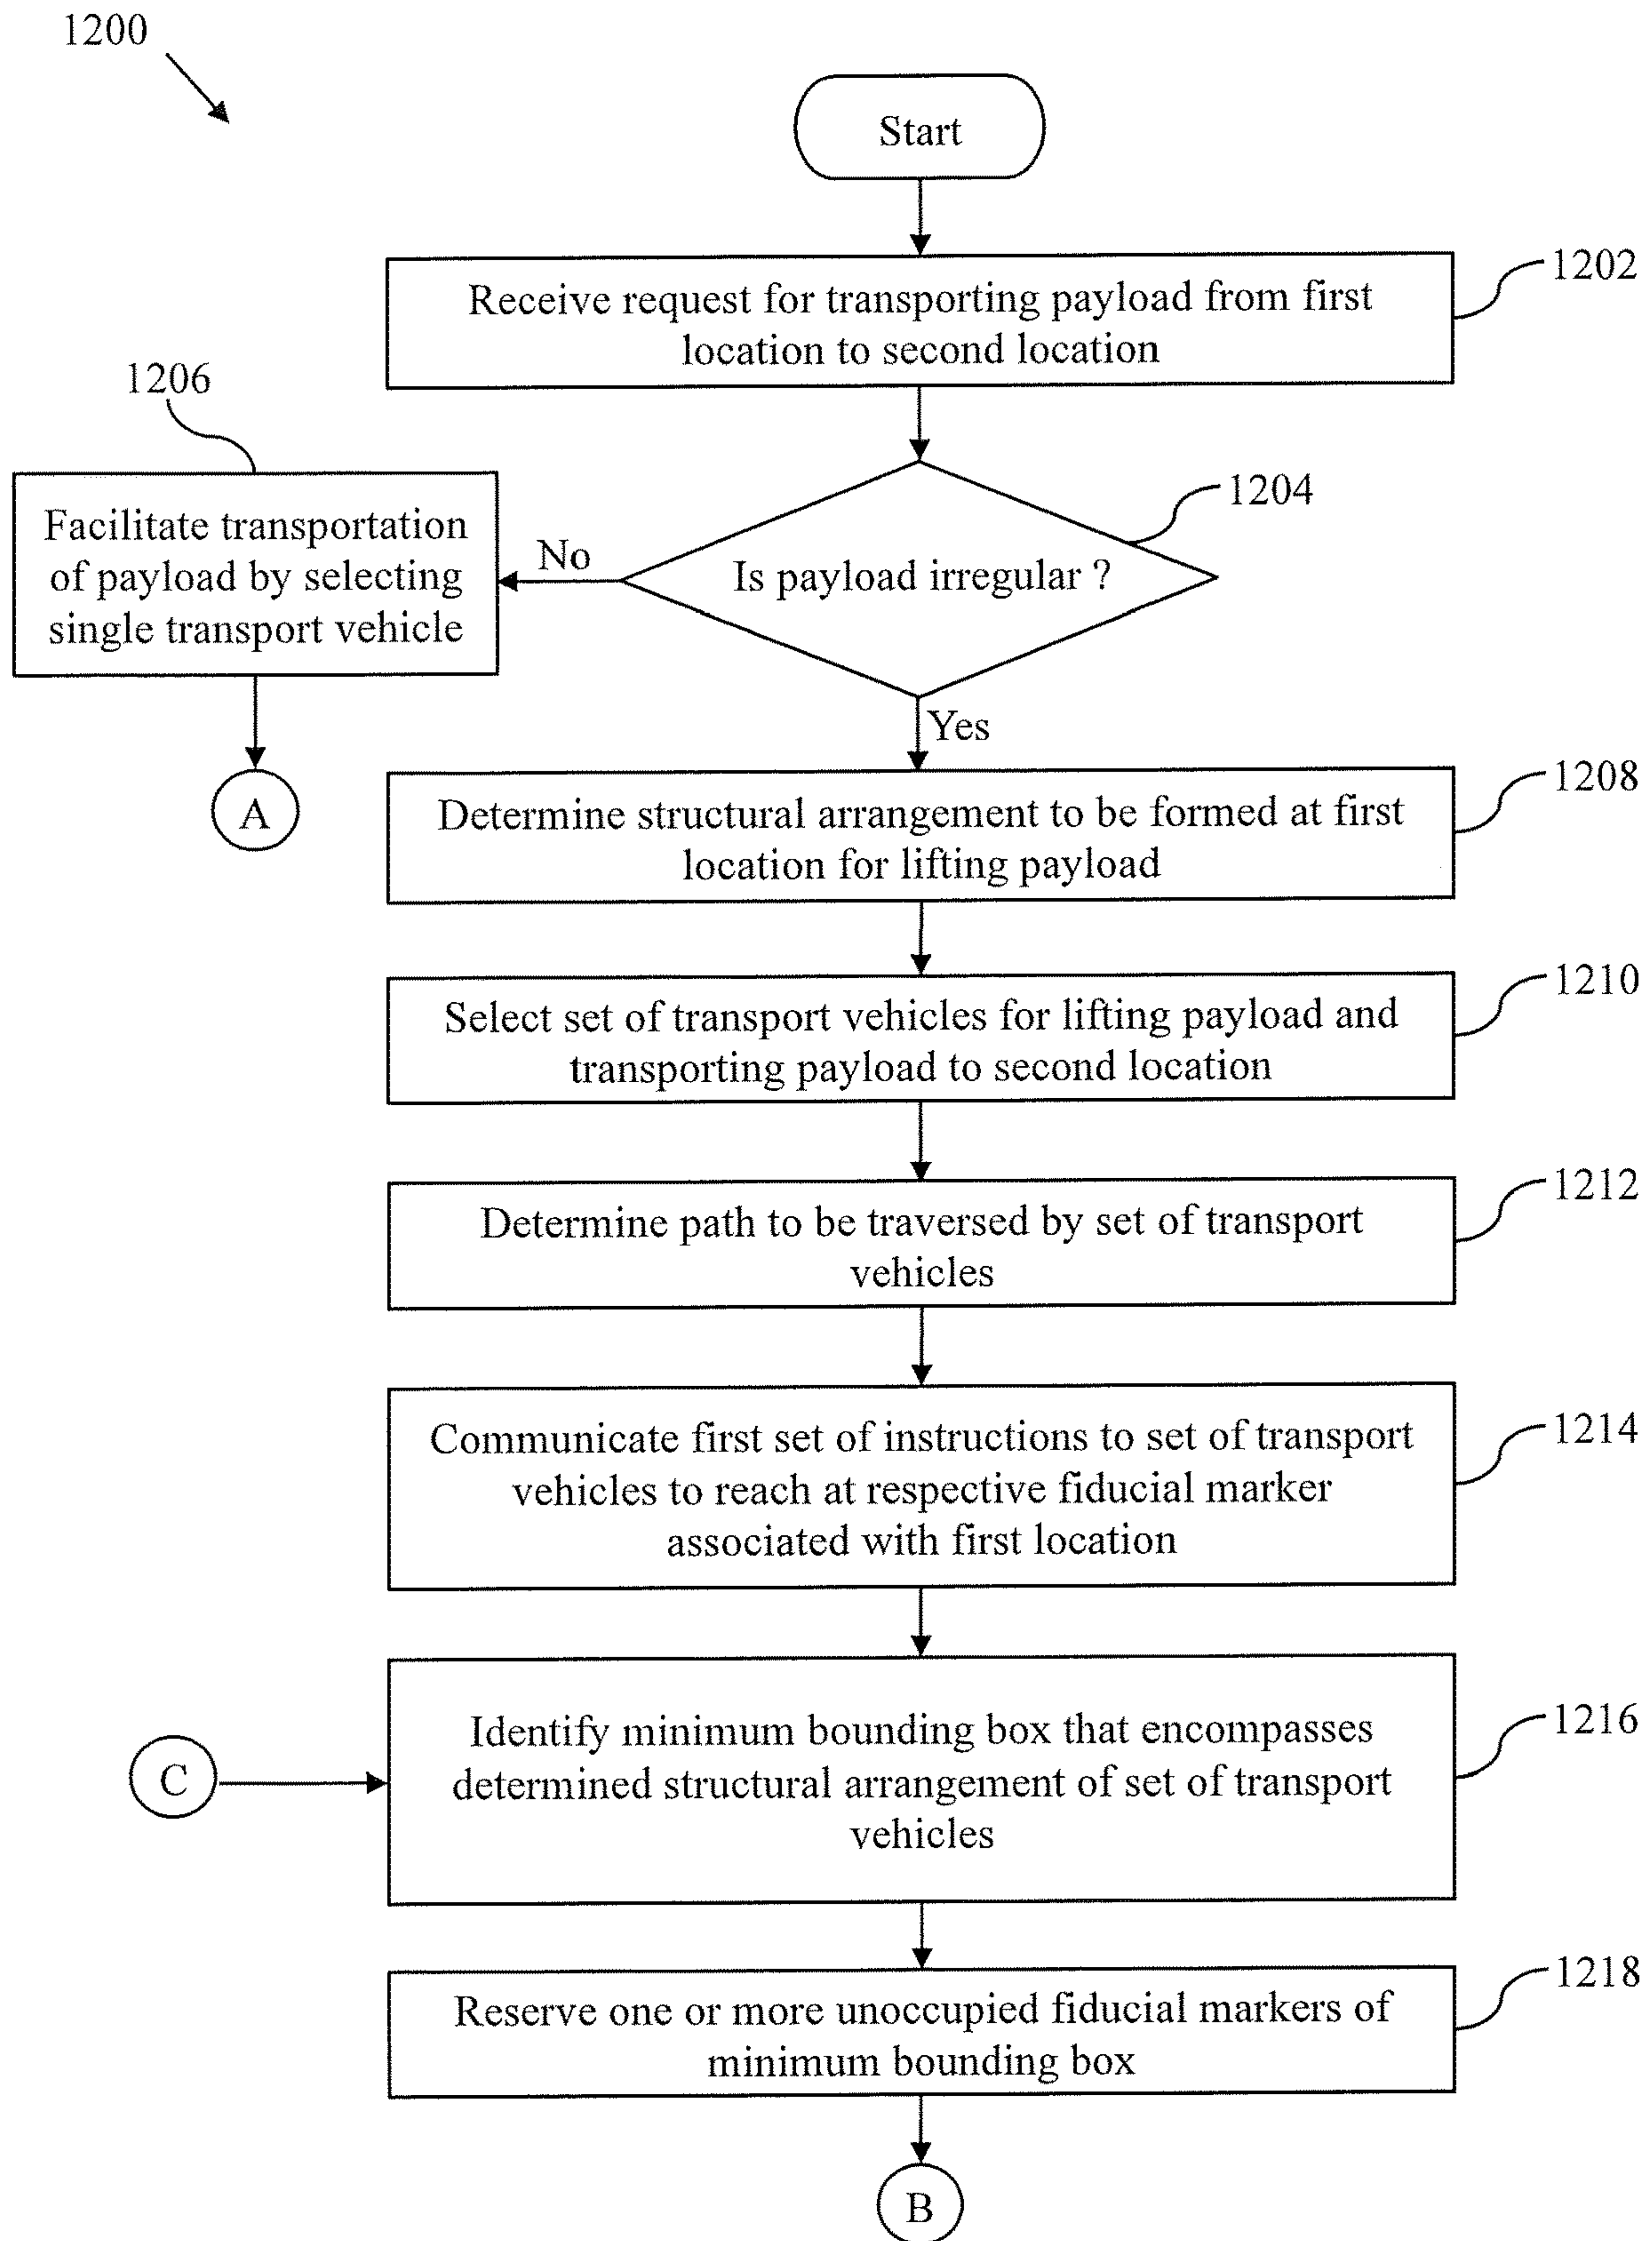 1200
Start
1202
Receive request for transporting payload from first
location to second location
1206
1204
Facilitate transportation
of payload by selecting
single transport vehicle
No
Is payload irregular ?
Yes
A
1208
Determine structural arrangement to be formed at first
location for lifting payload
1210
Select set of transport vehicles for lifting payload and
transporting payload to second location
1212
Determine path to be traversed by set of transport
vehicles
1214
Communicate first set of instructions to set of transport
vehicles to reach at respective fiducial marker
associated with first location
1216
C
Identify minimum bounding box that encompasses
determined structural arrangement of set of transport
vehicles
1218
Reserve one or more unoccupied fiducial markers of
minimum bounding box
B